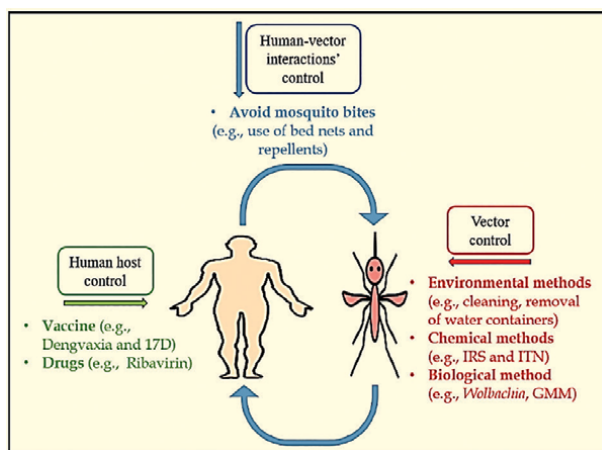 Human-vector
interactions'
control
• Avoid mosquito bites
(e.g., use of bed nets and
repellents)
Human host
control
• Vaccine (e.g.,
Dengvaxia and 17D)
• Drugs (e.g., Ribavirin)
Vector
control
• Environmental methods
(e.g., cleaning, removal
of water containers)
• Chemical methods
(e.g., IRS and ITN)
• Biological method
(e.g., Wolbachia, GMM)